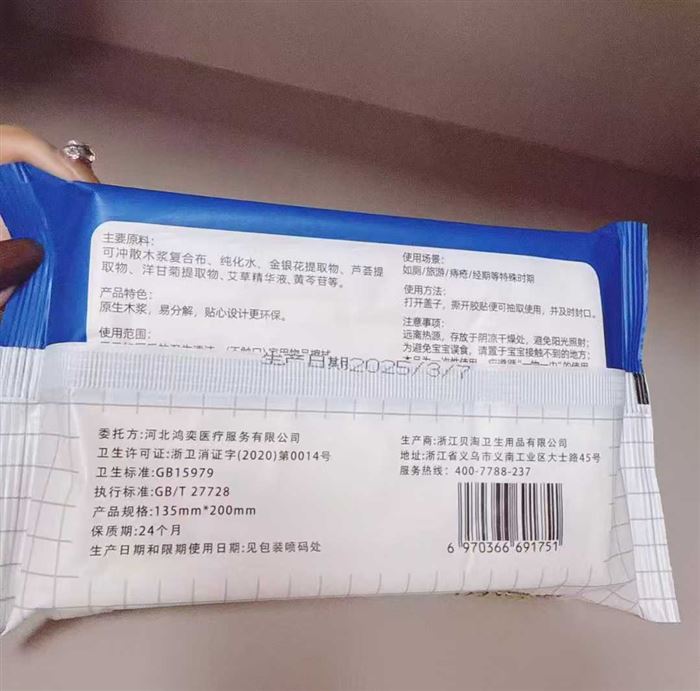 主要原料:
可冲散木浆复合布、纯化水、金银花提取物、芦荟提
取物、洋甘菊提取物、艾草精华液、黄芩苷等。
产品特色:
原生木浆，易分解，贴心设计更环保。
使用范围:
使用场景:
如厕/旅游/痔疮/经期等特殊时期
使用方法:
打开盖子，撕开胶贴便可抽取使用，并及时封口。
注意事项:
远离热源，存放于阴凉干燥处，避免阳光照射;
为避免宝宝误食，请置于宝宝接触不到的地方;
生产日期2025/3/7
委托方:河北鸿奕医疗服务有限公司
卫生许可证:浙卫消证字(2020)第0014号
卫生标准:GB15979
执行标准:GB/T 27728
产品规格:135mm*200mm
保质期:24个月
生产日期和限期使用日期:见包装喷码处
生产商:浙江贝淘卫生用品有限公司
地址:浙江省义乌市义南工业区大士路45号
服务热线: 400-7788-237
6 970366 691751